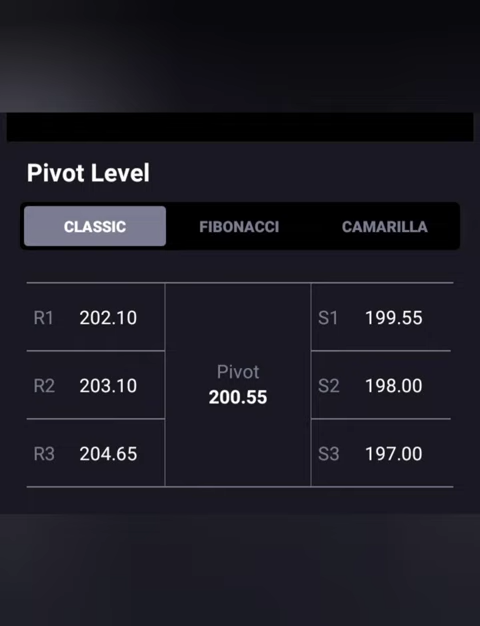 Pivot Level
CLASSIC FIBONACCI CAMARILLA
R1 202.10 S1 199.55
R2 203.10 Pivot S2 198.00
200.55
R3 204.65 S3 197.00